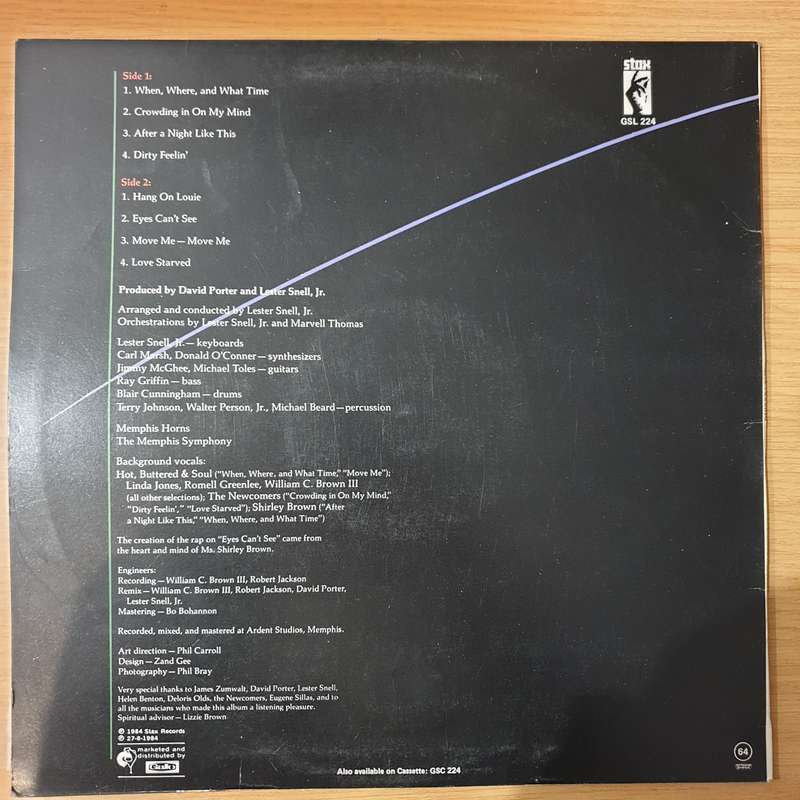 stax
GSL 224
Side 1:
1. When, Where, and What Time
2. Crowding in On My Mind
3. After a Night Like This
4. Dirty Feelin'
Side 2:
1. Hang On Louie
2. Eyes Can't See
3. Move Me — Move Me
4. Love Starved
Produced by David Porter and Lester Snell, Jr.
Arranged and conducted by Lester Snell, Jr.
Orchestrations by Lester Snell, Jr. and Marvell Thomas
Lester Snell, Jr. — keyboards
Carl Marsh, Donald O'Conner — synthesizers
Jimmy McGhee, Michael Toles — guitars
Ray Griffin — bass
Blair Cunningham — drums
Terry Johnson, Walter Person, Jr., Michael Beard — percussion
Memphis Horns
The Memphis Symphony
Background vocals:
Hot, Buttered & Soul ("When, Where, and What Time," "Move Me");
Linda Jones, Romell Greenlee, William C. Brown III
(all other selections); The Newcomers ("Crowding in On My Mind,"
"Dirty Feelin'," "Love Starved"); Shirley Brown ("After
a Night Like This," "When, Where, and What Time")
The creation of the rap on "Eyes Can't See" came from
the heart and mind of Ms. Shirley Brown.
Engineers:
Recording — William C. Brown III, Robert Jackson
Remix — William C. Brown III, Robert Jackson, David Porter,
Lester Snell, Jr.
Mastering — Bo Bohannon
Recorded, mixed, and mastered at Ardent Studios, Memphis.
Art direction — Phil Carroll
Design — Zand Gee
Photography — Phil Bray
Very special thanks to James Zumwalt, David Porter, Lester Snell,
Helen Benton, Deloris Olds, the Newcomers, Eugene Sillas, and to
all the musicians who made this album a listening pleasure.
Spiritual advisor — Lizzie Brown
℗ 1984 Stax Records
℗ 27-8-1984
marketed and
distributed by
Gallo
Also available on Cassette: GSC 224
64